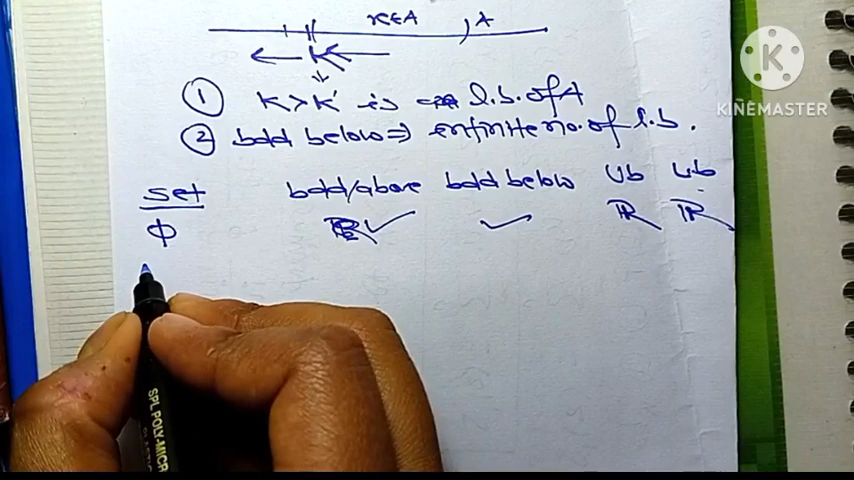 x∈A A
K
① K > K' is l.b. of A
② bdd below ⇒ infinite no. of l.b.
set bdd/above bdd below Ub Lb
ϕ ✓ ✓ ℝ ℝ
K
KINEMASTER
SPL POLY-MICR